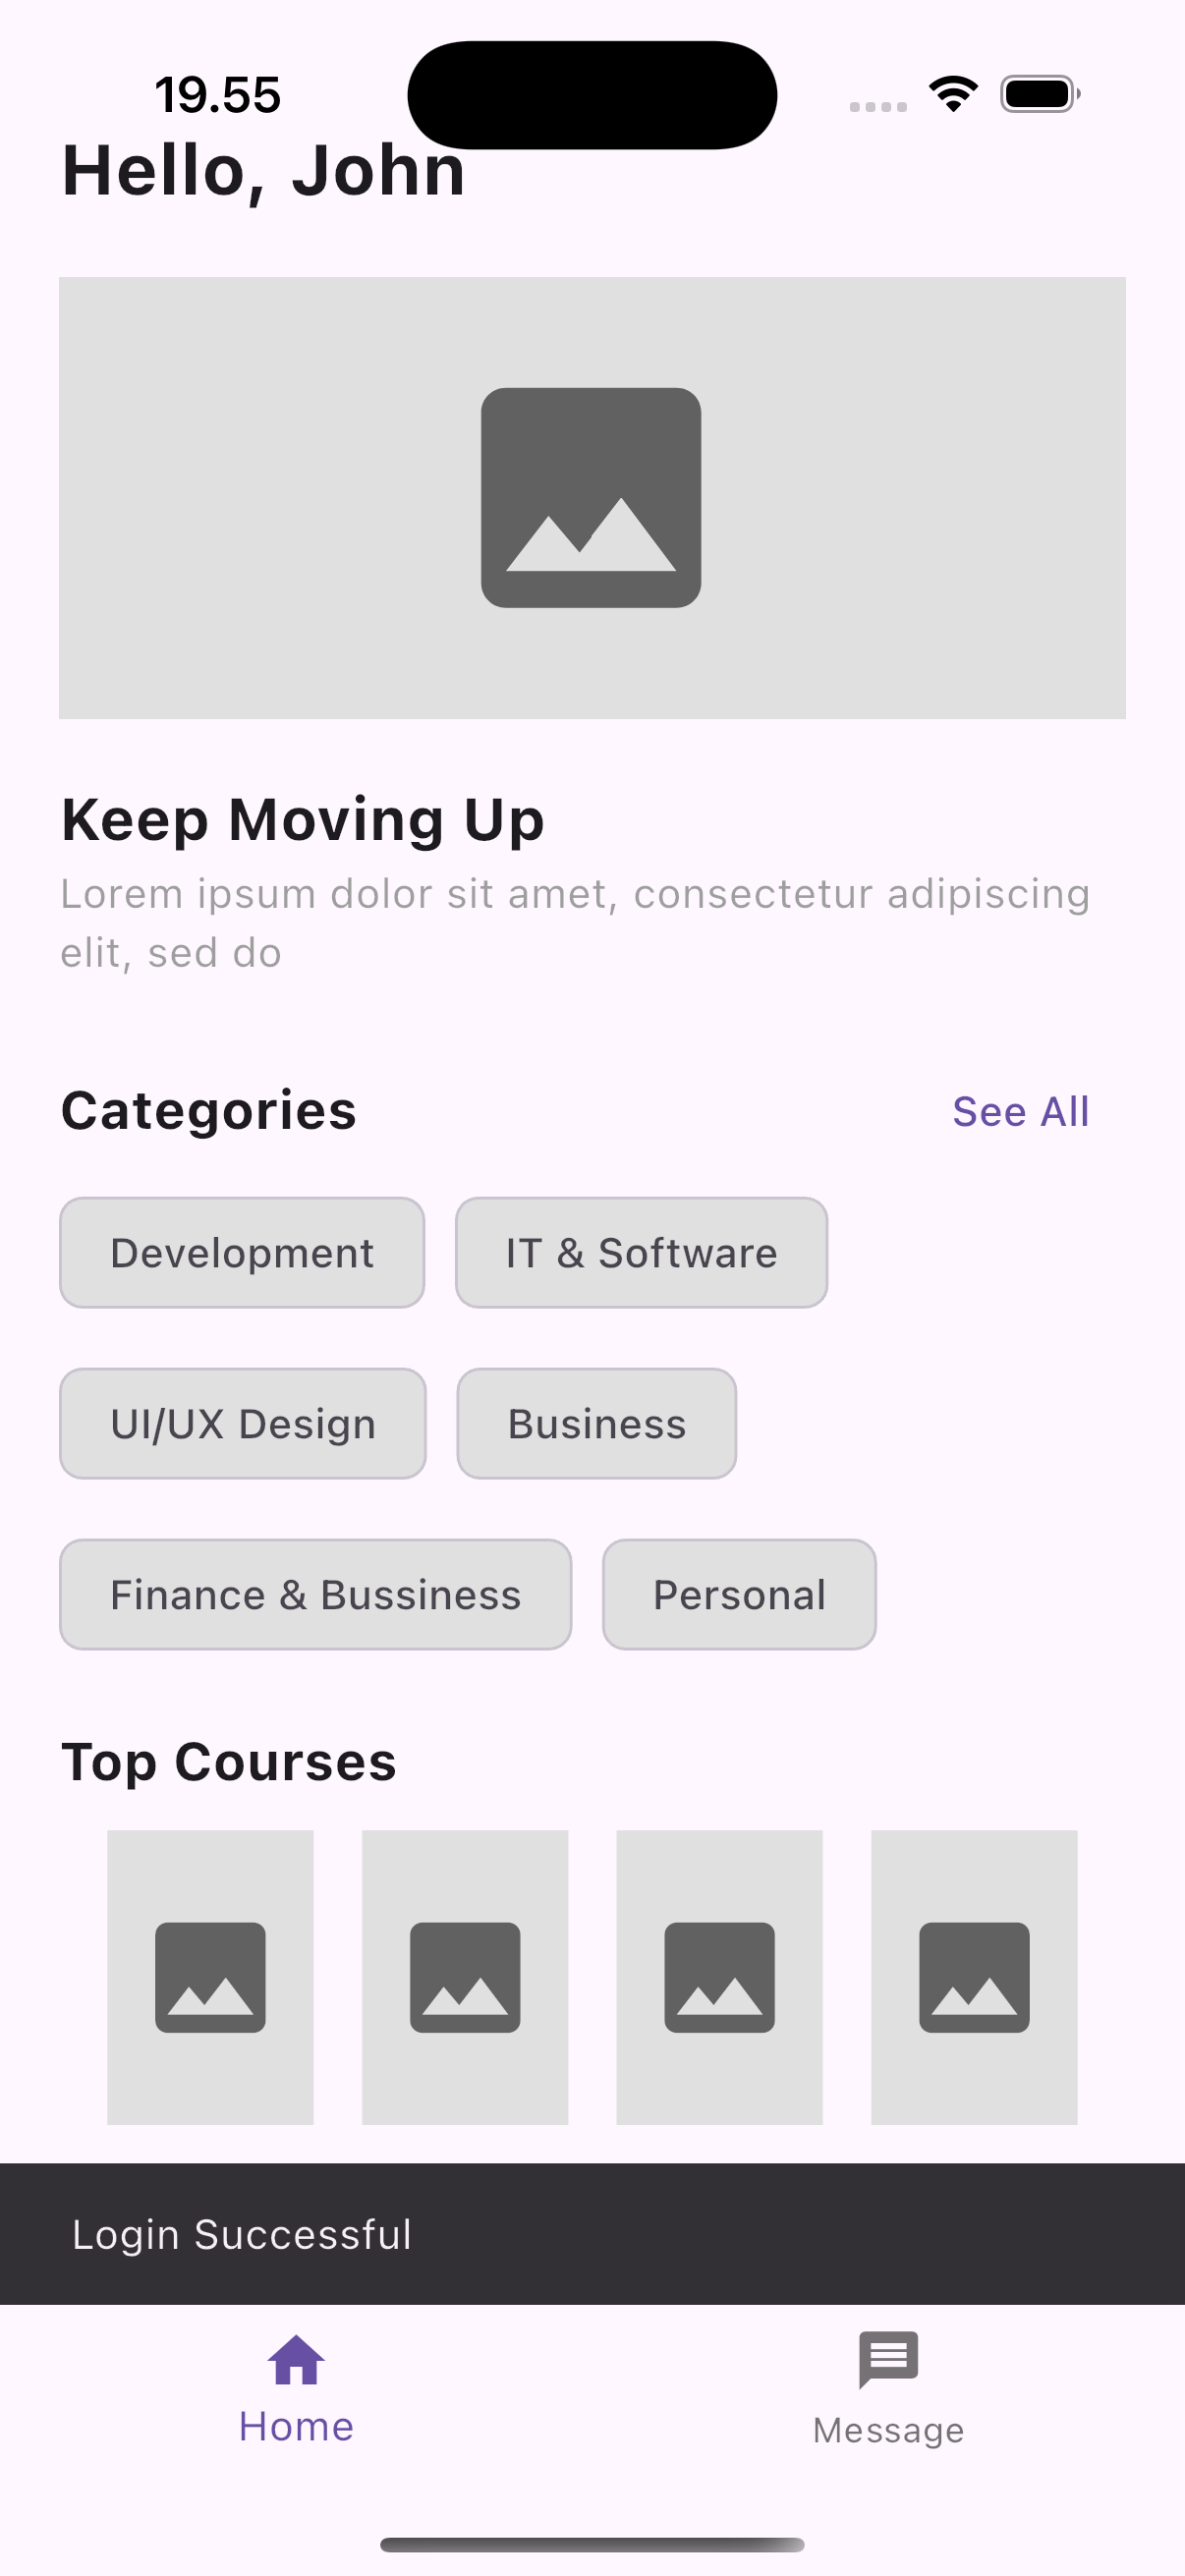 19.55
Hello, John
Keep Moving Up
Lorem ipsum dolor sit amet, consectetur adipiscing
elit, sed do
Categories
See All
Development
IT & Software
UI/UX Design
Business
Finance & Bussiness
Personal
Top Courses
Login Successful
Home
Message